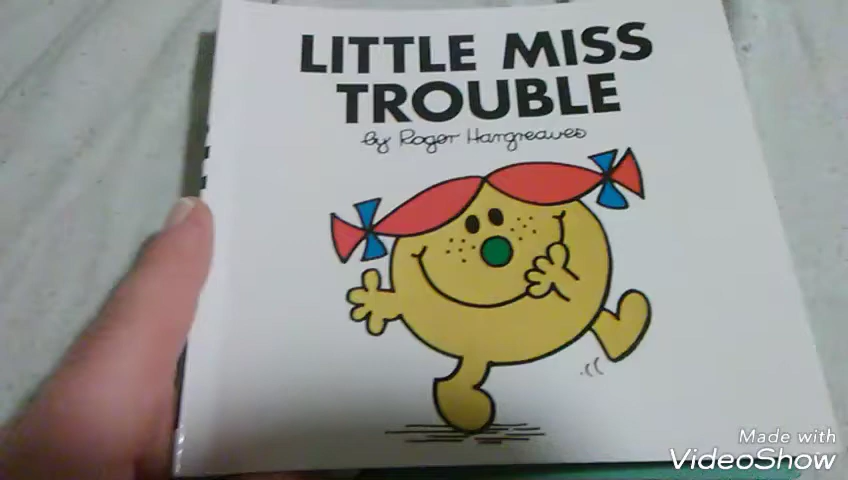 LITTLE MISS
TROUBLE
by Roger Hargreaves
Made with
VideoShow